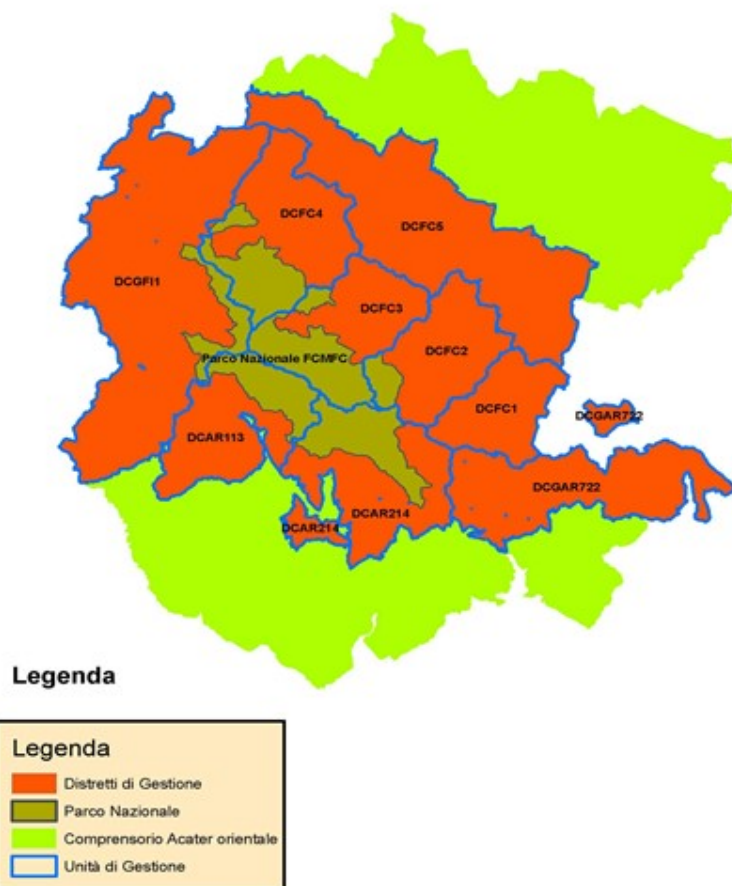 DCFC4
DCFC5
DCGFI1
DCFC3
Parco Nazionale FCMFC
DCFC2
DCFC1
DCGAR722
DCAR113
DCGAR722
DCAR214
DCAR214
Legenda
Legenda
Distretti di Gestione
Parco Nazionale
Comprensorio Acater orientale
Unità di Gestione